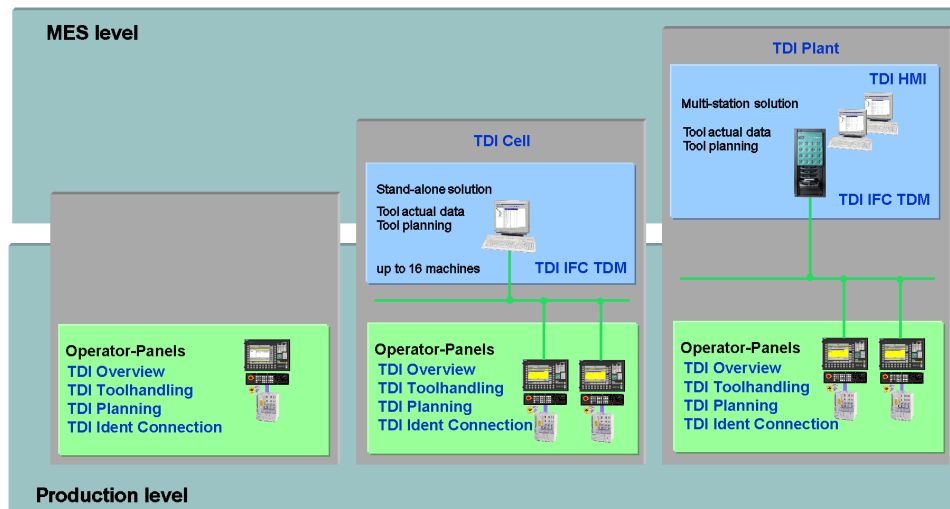 MES level
TDI Plant
TDI HMI
Multi-station solution
Tool actual data
Tool planning
TDI IFC TDM
TDI Cell
Stand-alone solution
Tool actual data
Tool planning
up to 16 machines
TDI IFC TDM
Operator-Panels
TDI Overview
TDI Toolhandling
TDI Planning
TDI Ident Connection
Operator-Panels
TDI Overview
TDI Toolhandling
TDI Planning
TDI Ident Connection
Operator-Panels
TDI Overview
TDI Toolhandling
TDI Planning
TDI Ident Connection
Production level